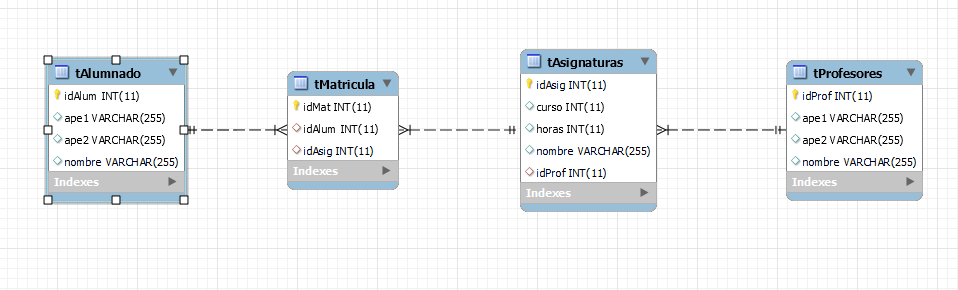 tAlumnado
idAlum INT(11)
ape1 VARCHAR(255)
ape2 VARCHAR(255)
nombre VARCHAR(255)
Indexes
tMatricula
idMat INT(11)
idAlum INT(11)
idAsig INT(11)
Indexes
tAsignaturas
idAsig INT(11)
curso INT(11)
horas INT(11)
nombre VARCHAR(255)
idProf INT(11)
Indexes
tProfesores
idProf INT(11)
ape1 VARCHAR(255)
ape2 VARCHAR(255)
nombre VARCHAR(255)
Indexes